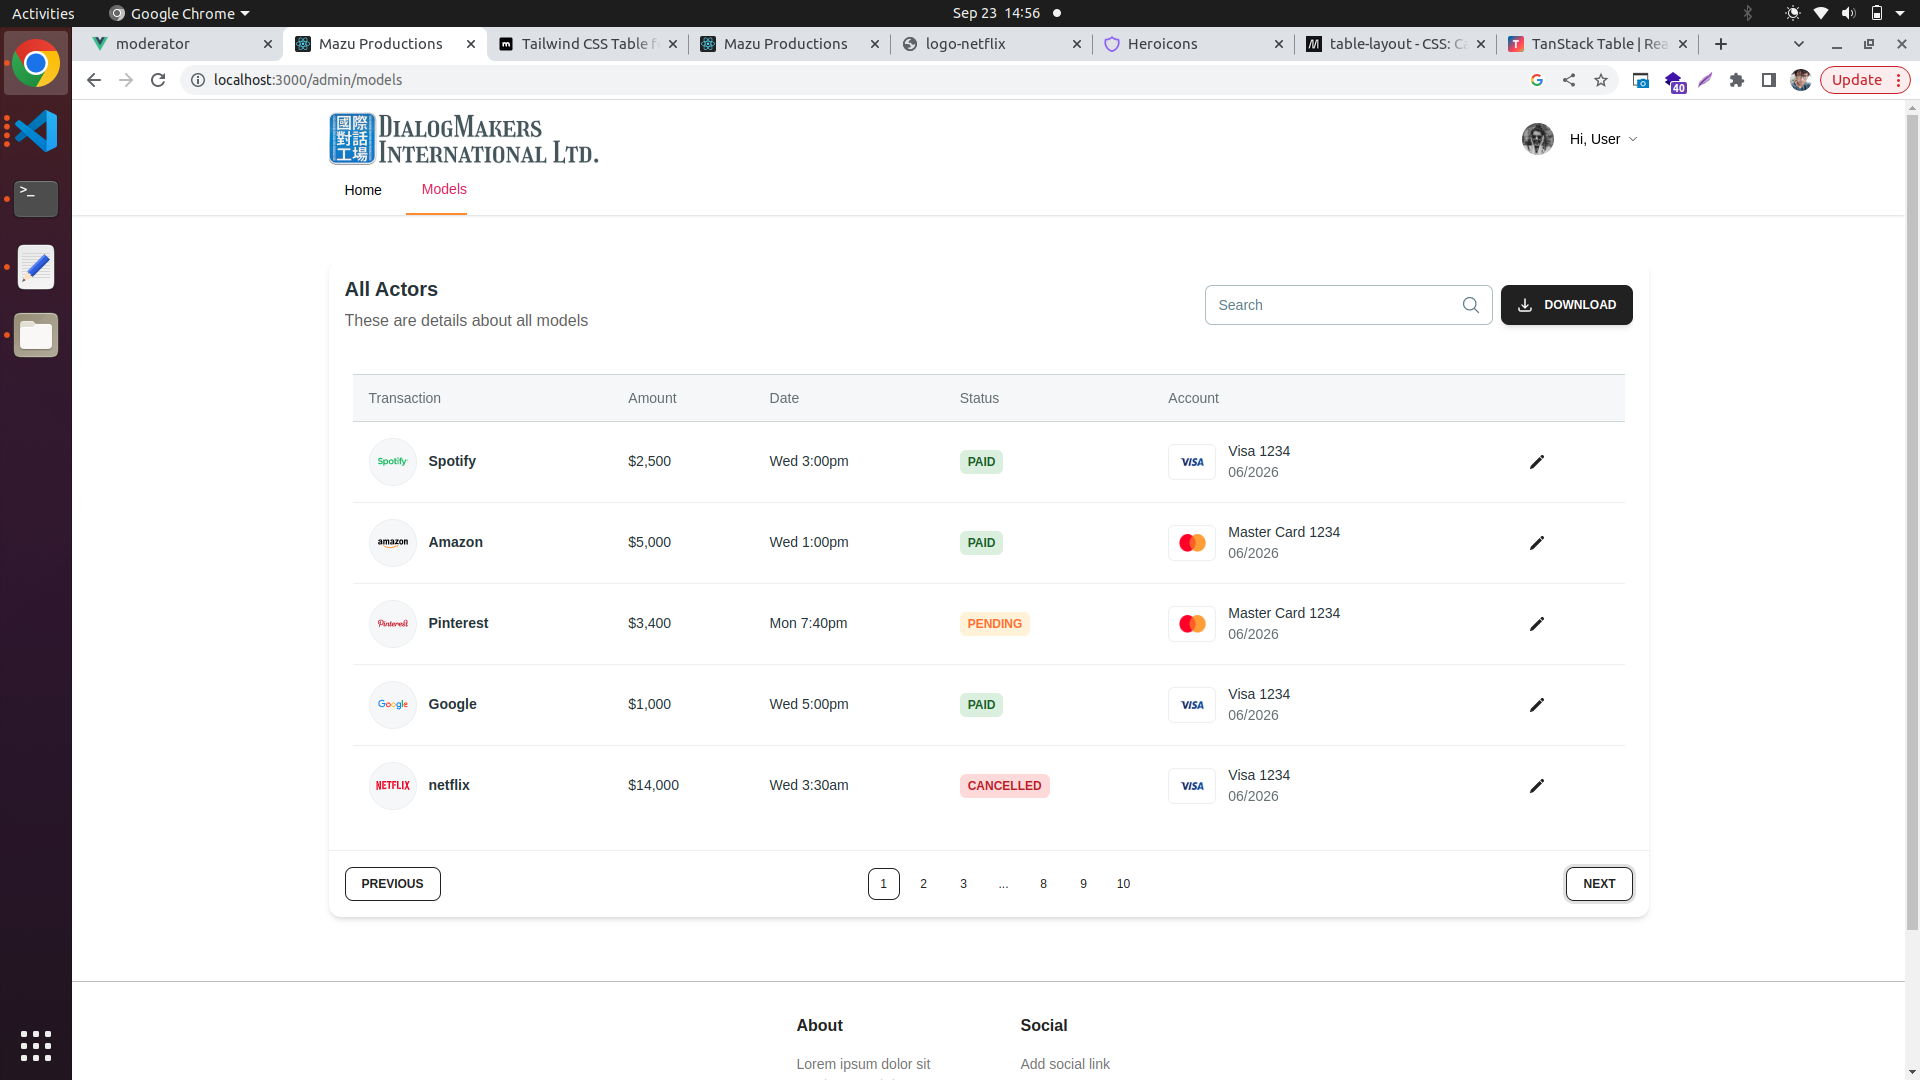 Activities
Google Chrome
Sep 23 14:56
moderator
Mazu Productions
Tailwind CSS Table f
Mazu Productions
logo-netflix
Heroicons
table-layout - CSS: Ca
TanStack Table | Rea
localhost:3000/admin/models
40
Update
國際
對話
工場
DIALOGMAKERS
INTERNATIONAL LTD.
Hi, User
Home
Models
All Actors
These are details about all models
Search
DOWNLOAD
Transaction Amount Date Status Account
Spotify Spotify $2,500 Wed 3:00pm PAID VISA Visa 1234
06/2026
amazon Amazon $5,000 Wed 1:00pm PAID Master Card 1234
06/2026
Pinterest Pinterest $3,400 Mon 7:40pm PENDING Master Card 1234
06/2026
Google Google $1,000 Wed 5:00pm PAID VISA Visa 1234
06/2026
NETFLIX netflix $14,000 Wed 3:30am CANCELLED VISA Visa 1234
06/2026
PREVIOUS 1 2 3 ... 8 9 10 NEXT
About Social
Lorem ipsum dolor sit Add social link